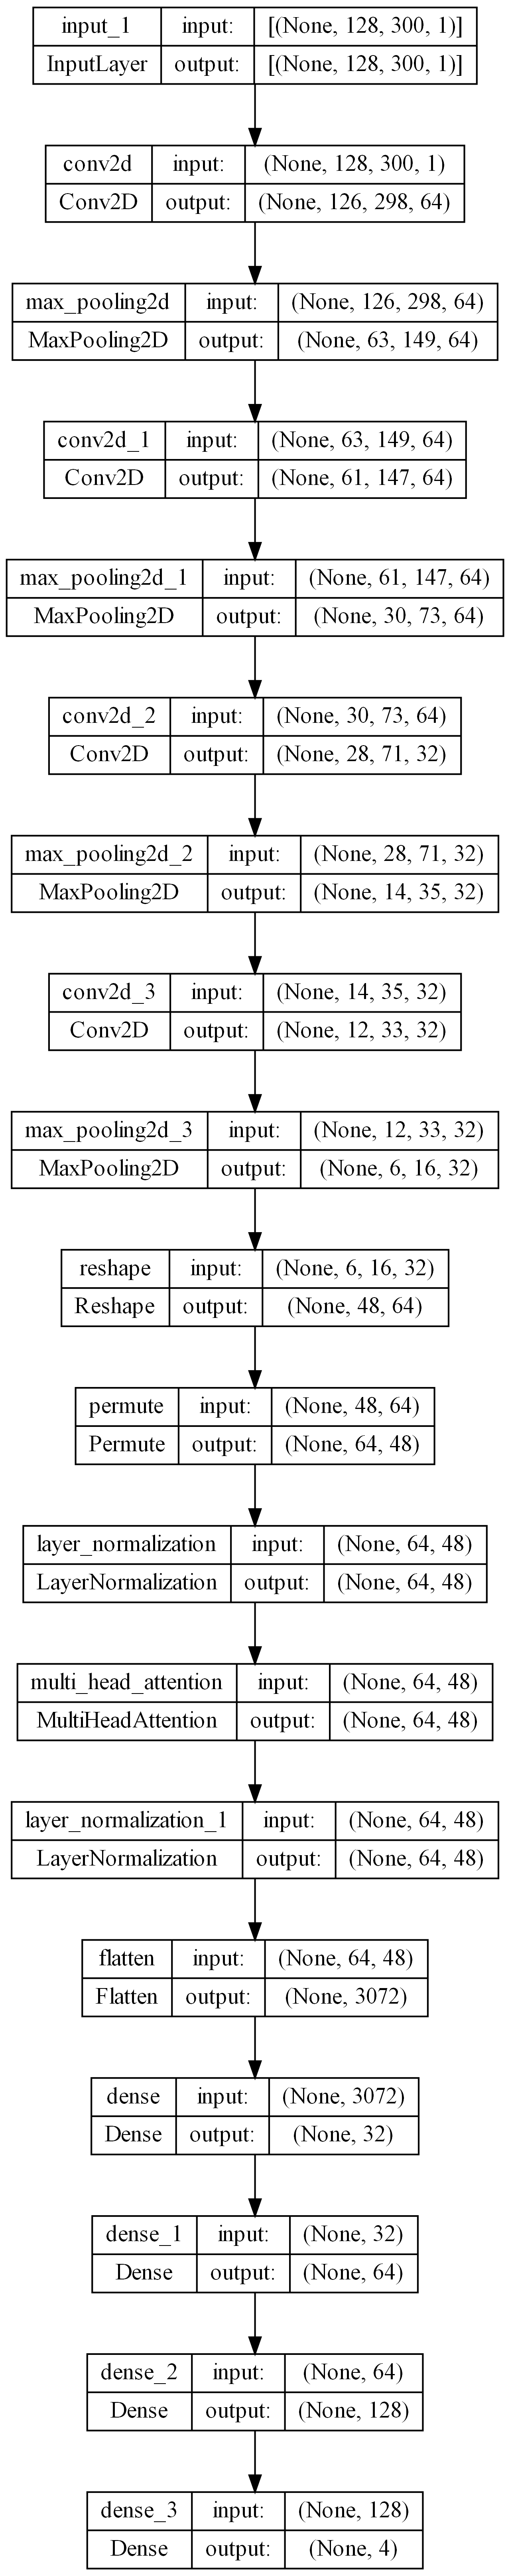 input_1 input: [(None, 128, 300, 1)]
InputLayer output: [(None, 128, 300, 1)]
conv2d input: (None, 128, 300, 1)
Conv2D output: (None, 126, 298, 64)
max_pooling2d input: (None, 126, 298, 64)
MaxPooling2D output: (None, 63, 149, 64)
conv2d_1 input: (None, 63, 149, 64)
Conv2D output: (None, 61, 147, 64)
max_pooling2d_1 input: (None, 61, 147, 64)
MaxPooling2D output: (None, 30, 73, 64)
conv2d_2 input: (None, 30, 73, 64)
Conv2D output: (None, 28, 71, 32)
max_pooling2d_2 input: (None, 28, 71, 32)
MaxPooling2D output: (None, 14, 35, 32)
conv2d_3 input: (None, 14, 35, 32)
Conv2D output: (None, 12, 33, 32)
max_pooling2d_3 input: (None, 12, 33, 32)
MaxPooling2D output: (None, 6, 16, 32)
reshape input: (None, 6, 16, 32)
Reshape output: (None, 48, 64)
permute input: (None, 48, 64)
Permute output: (None, 64, 48)
layer_normalization input: (None, 64, 48)
LayerNormalization output: (None, 64, 48)
multi_head_attention input: (None, 64, 48)
MultiHeadAttention output: (None, 64, 48)
layer_normalization_1 input: (None, 64, 48)
LayerNormalization output: (None, 64, 48)
flatten input: (None, 64, 48)
Flatten output: (None, 3072)
dense input: (None, 3072)
Dense output: (None, 32)
dense_1 input: (None, 32)
Dense output: (None, 64)
dense_2 input: (None, 64)
Dense output: (None, 128)
dense_3 input: (None, 128)
Dense output: (None, 4)